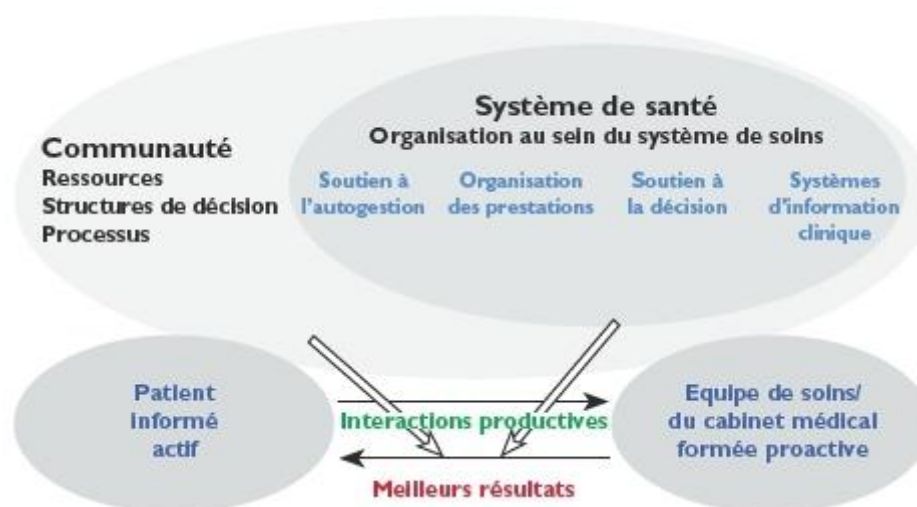 Système de santé
Organisation au sein du système de soins
Communauté
Ressources
Structures de décision
Processus
Soutien à
l'autogestion
Organisation
des prestations
Soutien à
la décision
Systèmes
d'information
clinique
Patient
informé
actif
Interactions productives
Meilleurs résultats
Equipe de soins/
du cabinet médical
formée proactive